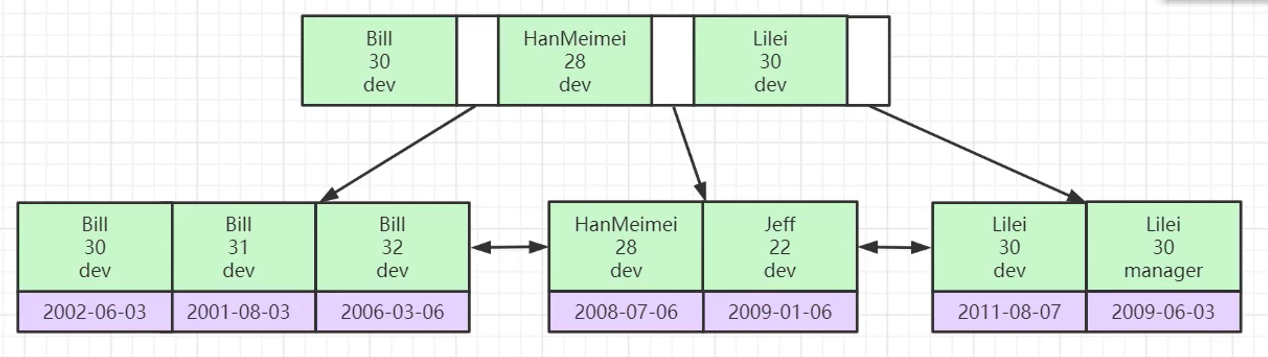 Bill
30
dev
HanMeimei
28
dev
Lilei
30
dev
Bill
30
dev
2002-06-03
Bill
31
dev
2001-08-03
Bill
32
dev
2006-03-06
HanMeimei
28
dev
2008-07-06
Jeff
22
dev
2009-01-06
Lilei
30
dev
2011-08-07
Lilei
30
manager
2009-06-03